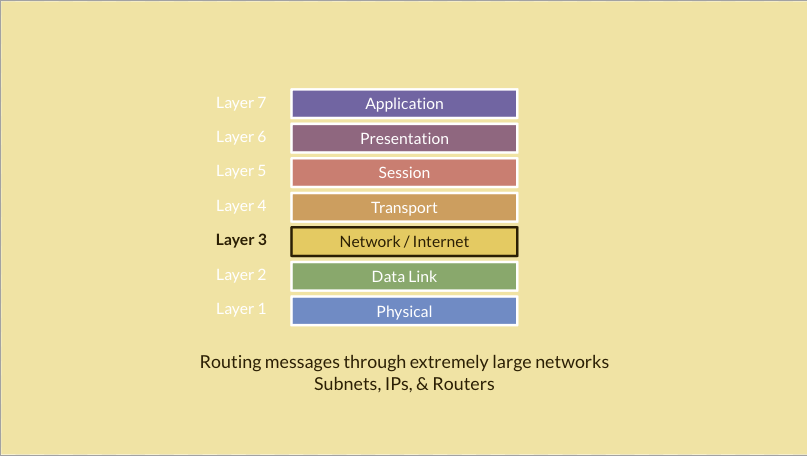 Layer 7 Application
Layer 6 Presentation
Layer 5 Session
Layer 4 Transport
Layer 3 Network / Internet
Layer 2 Data Link
Layer 1 Physical
Routing messages through extremely large networks
Subnets, IPs, & Routers